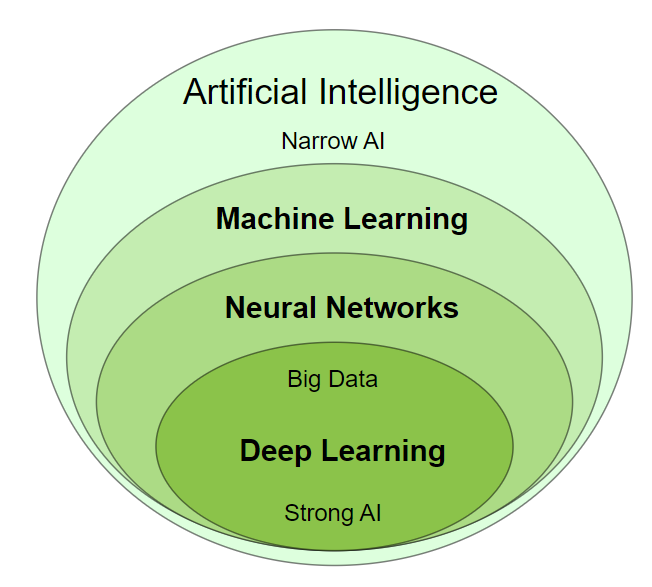 Artificial Intelligence
Narrow AI
Machine Learning
Neural Networks
Big Data
Deep Learning
Strong AI